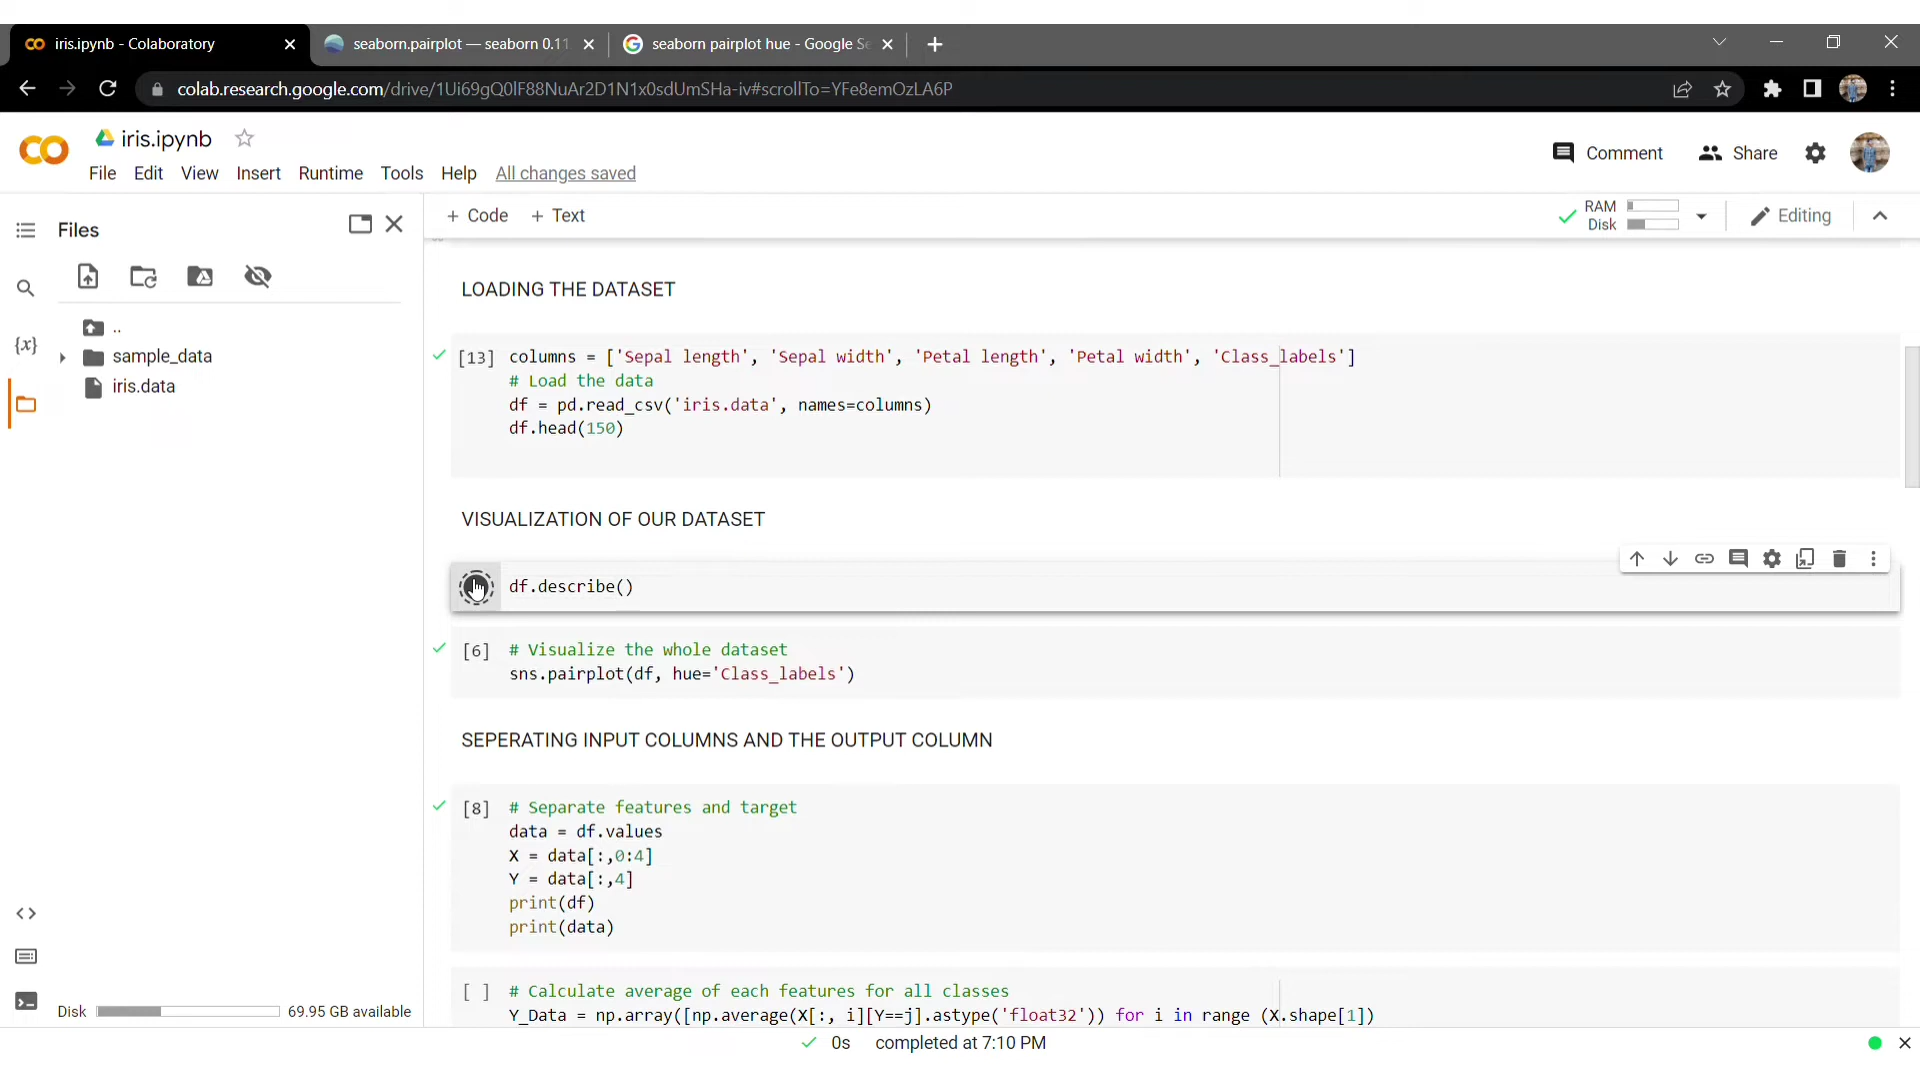 iris.ipynb - Colaboratory
seaborn.pairplot — seaborn 0.11
seaborn pairplot hue - Google Se
colab.research.google.com/drive/1Ui69gQ0lF88NuAr2D1N1x0sdUmSHa-iv#scrollTo=YFe8emOzLA6P
iris.ipynb
File Edit View Insert Runtime Tools Help All changes saved
Comment Share
Files
+ Code + Text
RAM
Disk
Editing
..
sample_data
iris.data
{x}
LOADING THE DATASET
[13] columns = ['Sepal length', 'Sepal width', 'Petal length', 'Petal width', 'Class_labels']
# Load the data
df = pd.read_csv('iris.data', names=columns)
df.head(150)
VISUALIZATION OF OUR DATASET
df.describe()
[6] # Visualize the whole dataset
sns.pairplot(df, hue='Class_labels')
SEPERATING INPUT COLUMNS AND THE OUTPUT COLUMN
[8] # Separate features and target
data = df.values
X = data[:,0:4]
Y = data[:,4]
print(df)
print(data)
[ ] # Calculate average of each features for all classes
Y_Data = np.array([np.average(X[:, i][Y==j].astype('float32')) for i in range (X.shape[1])
Disk 69.95 GB available
0s completed at 7:10 PM